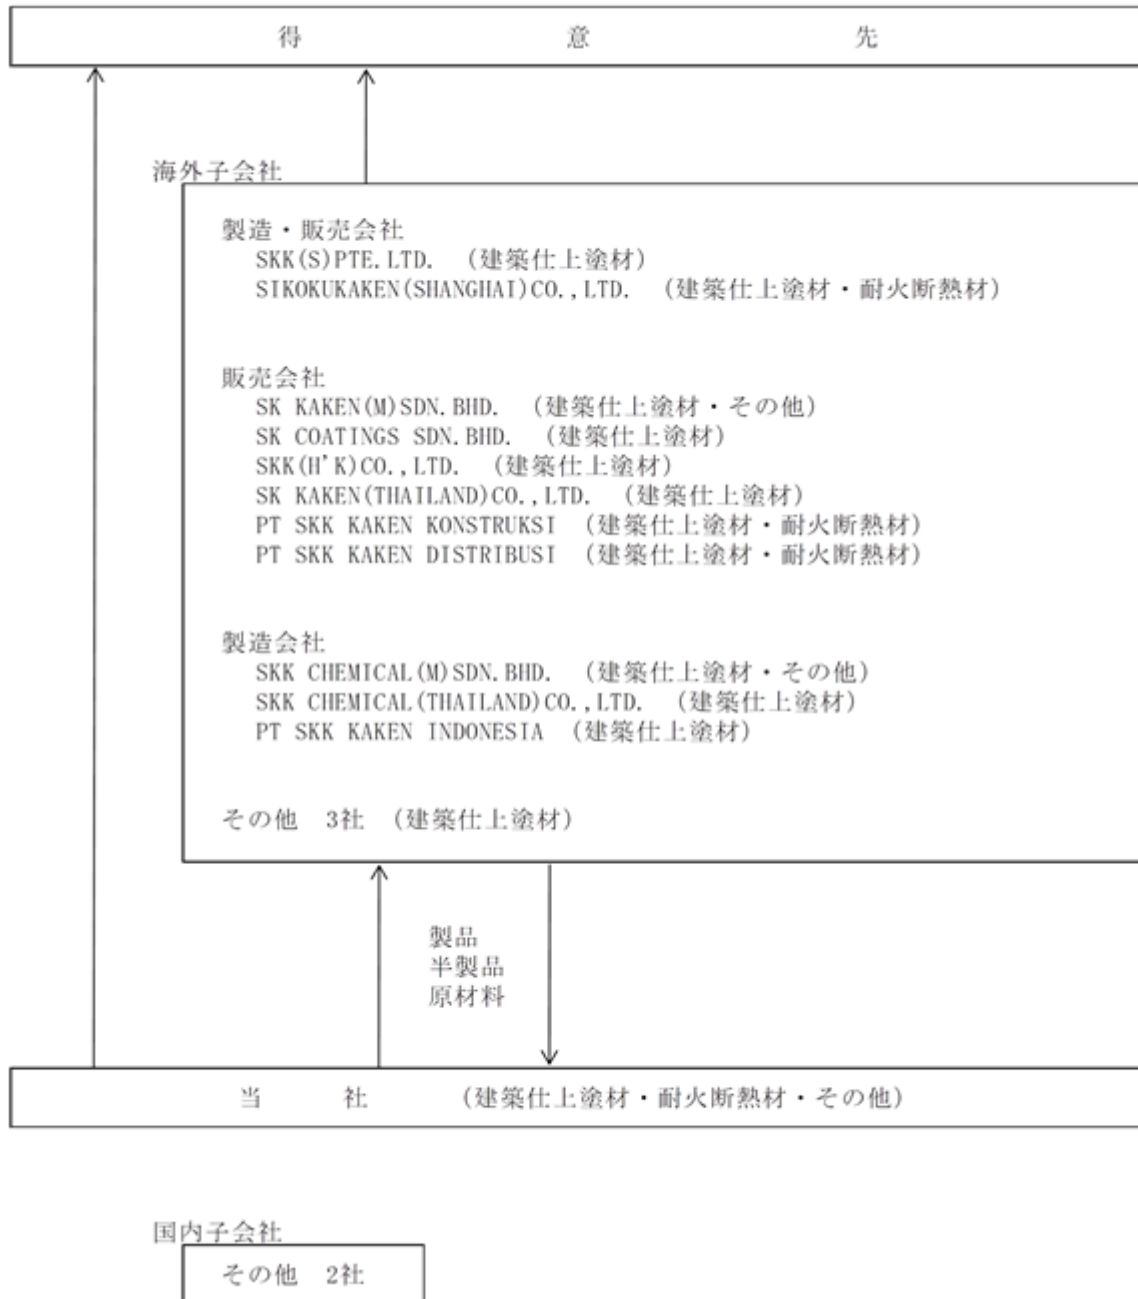 得　意　先
海外子会社
製造・販売会社
SKK(S)PTE.LTD.　（建築仕上塗材）
SIKOKUKAKEN(SHANGHAI)CO.,LTD.　（建築仕上塗材・耐火断熱材）
販売会社
SK KAKEN(M)SDN.BHD.　（建築仕上塗材・その他）
SK COATINGS SDN.BHD.　（建築仕上塗材）
SKK(H'K)CO.,LTD.　（建築仕上塗材）
SK KAKEN(THAILAND)CO.,LTD.　（建築仕上塗材）
PT SKK KAKEN KONSTRUKSI　（建築仕上塗材・耐火断熱材）
PT SKK KAKEN DISTRIBUSI　（建築仕上塗材・耐火断熱材）
製造会社
SKK CHEMICAL(M)SDN.BHD.　（建築仕上塗材・その他）
SKK CHEMICAL(THAILAND)CO.,LTD.　（建築仕上塗材）
PT SKK KAKEN INDONESIA　（建築仕上塗材）
その他　3社　（建築仕上塗材）
製品
半製品
原材料
当　社　（建築仕上塗材・耐火断熱材・その他）
国内子会社
その他　2社